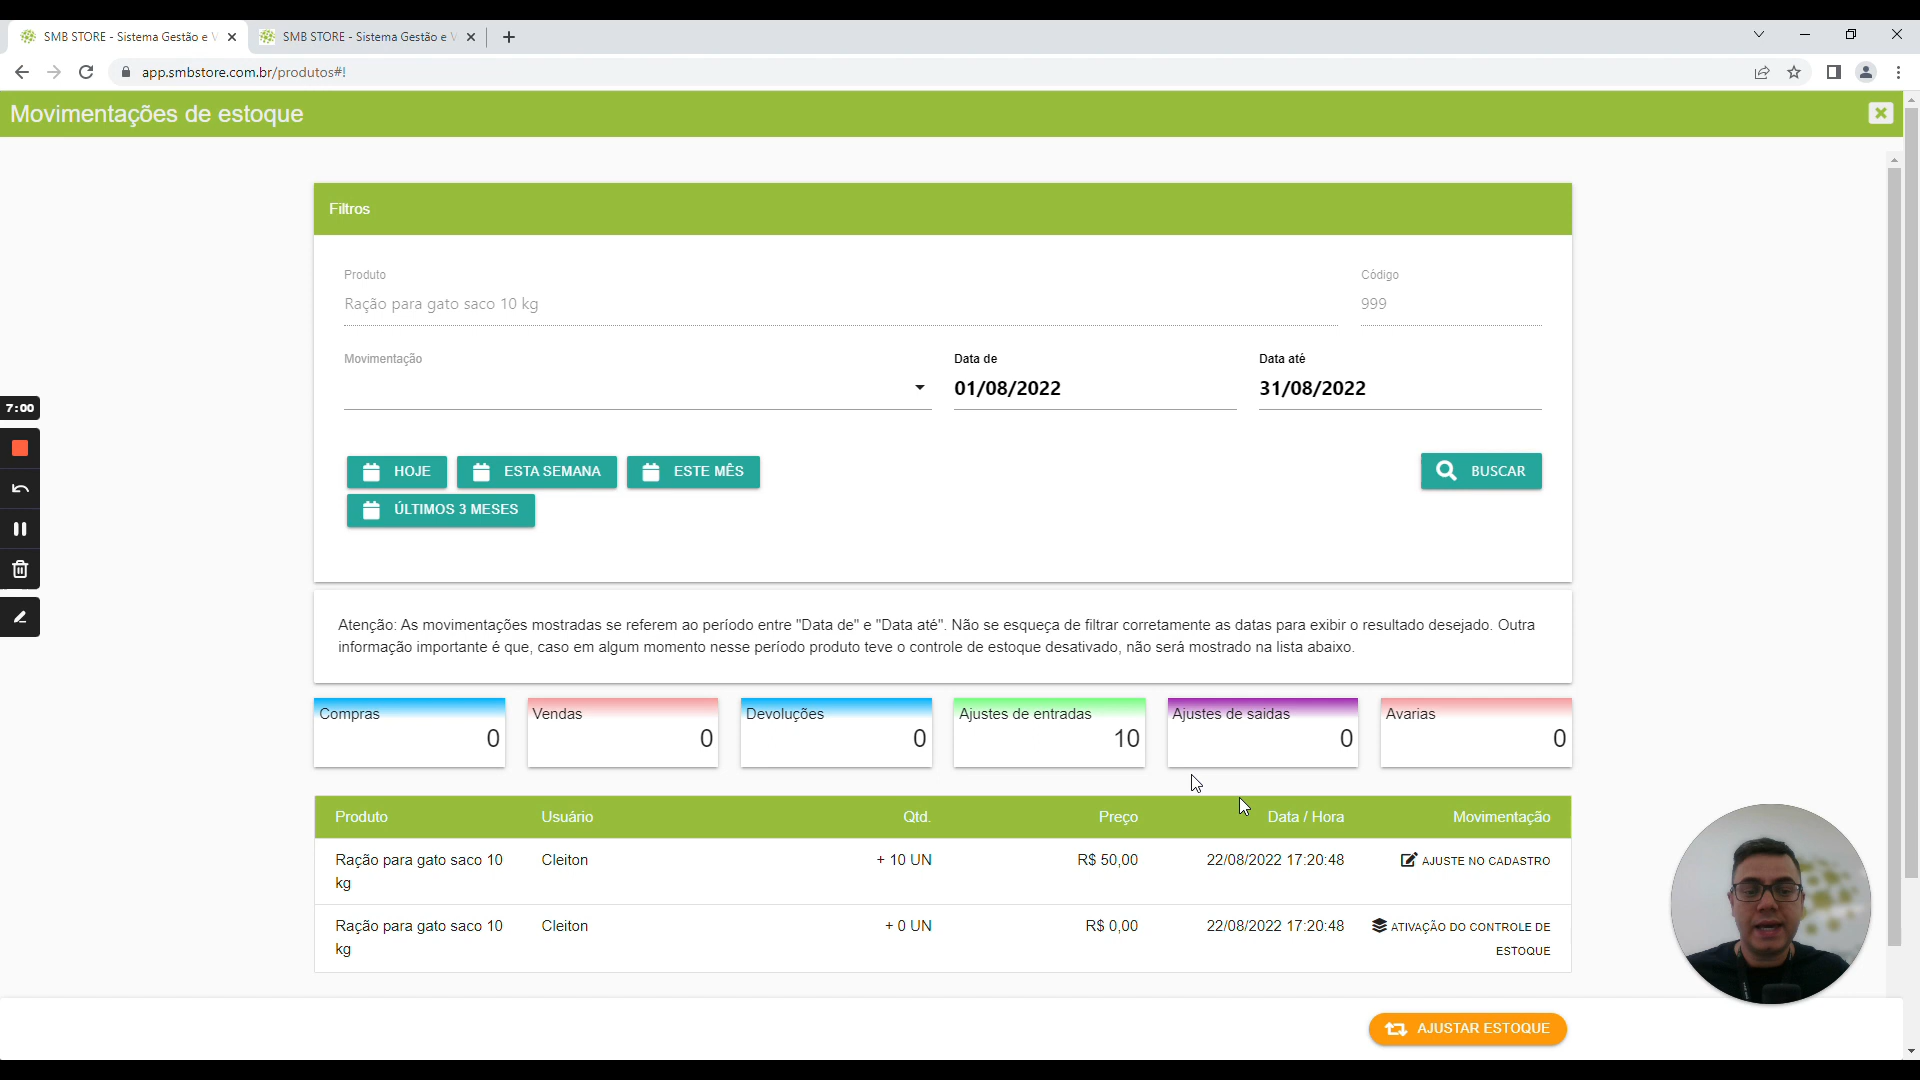 SMB STORE - Sistema Gestão e V
SMB STORE - Sistema Gestão e V
app.smbstore.com.br/produtos#!
Movimentações de estoque
Filtros
Produto
Código
Ração para gato saco 10 kg
999
Movimentação
Data de
Data até
01/08/2022
31/08/2022
7:00
HOJE
ESTA SEMANA
ESTE MÊS
BUSCAR
ÚLTIMOS 3 MESES
Atenção: As movimentações mostradas se referem ao período entre "Data de" e "Data até". Não se esqueça de filtrar corretamente as datas para exibir o resultado desejado. Outra
informação importante é que, caso em algum momento nesse período produto teve o controle de estoque desativado, não será mostrado na lista abaixo.
Compras
0
Vendas
0
Devoluções
0
Ajustes de entradas
10
Ajustes de saidas
0
Avarias
0
Produto Usuário Qtd. Preço Data / Hora Movimentação
Ração para gato saco 10 Cleiton + 10 UN R$ 50,00 22/08/2022 17:20:48 AJUSTE NO CADASTRO
kg
Ração para gato saco 10 Cleiton + 0 UN R$ 0,00 22/08/2022 17:20:48 ATIVAÇÃO DO CONTROLE DE
kg ESTOQUE
AJUSTAR ESTOQUE